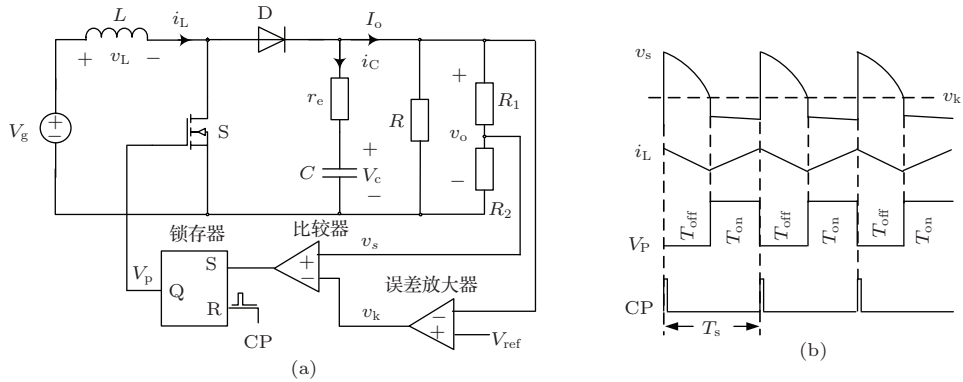 L
i_L
D
I_o
+ v_L −
i_C
r_e
+
R_1
V_g
+
−
S
R
v_o
C
+
V_c
−
−
R_2
锁存器
比较器
v_s
V_p
S
+
−
误差放大器
Q
R
v_k
−
+
V_ref
CP
(a)
v_s
v_k
i_L
T_off
T_on
T_off
T_on
T_off
T_on
V_P
CP
T_s
(b)